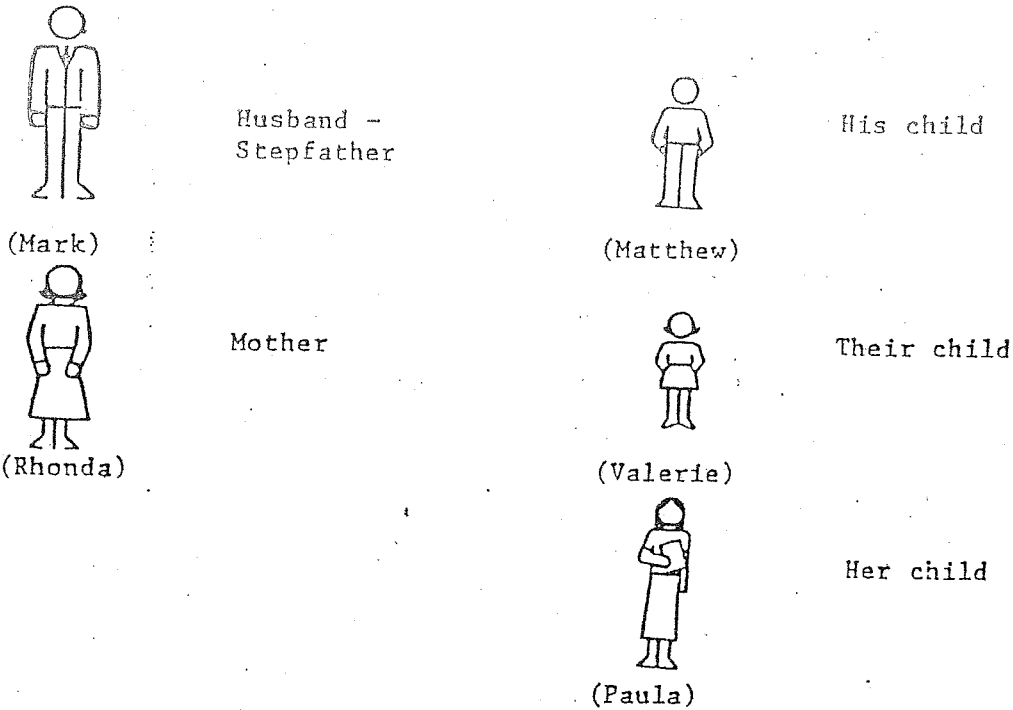 Husband -
Stepfather
(Mark)
His child
(Matthew)
Mother
(Rhonda)
Their child
(Valerie)
Her child
(Paula)